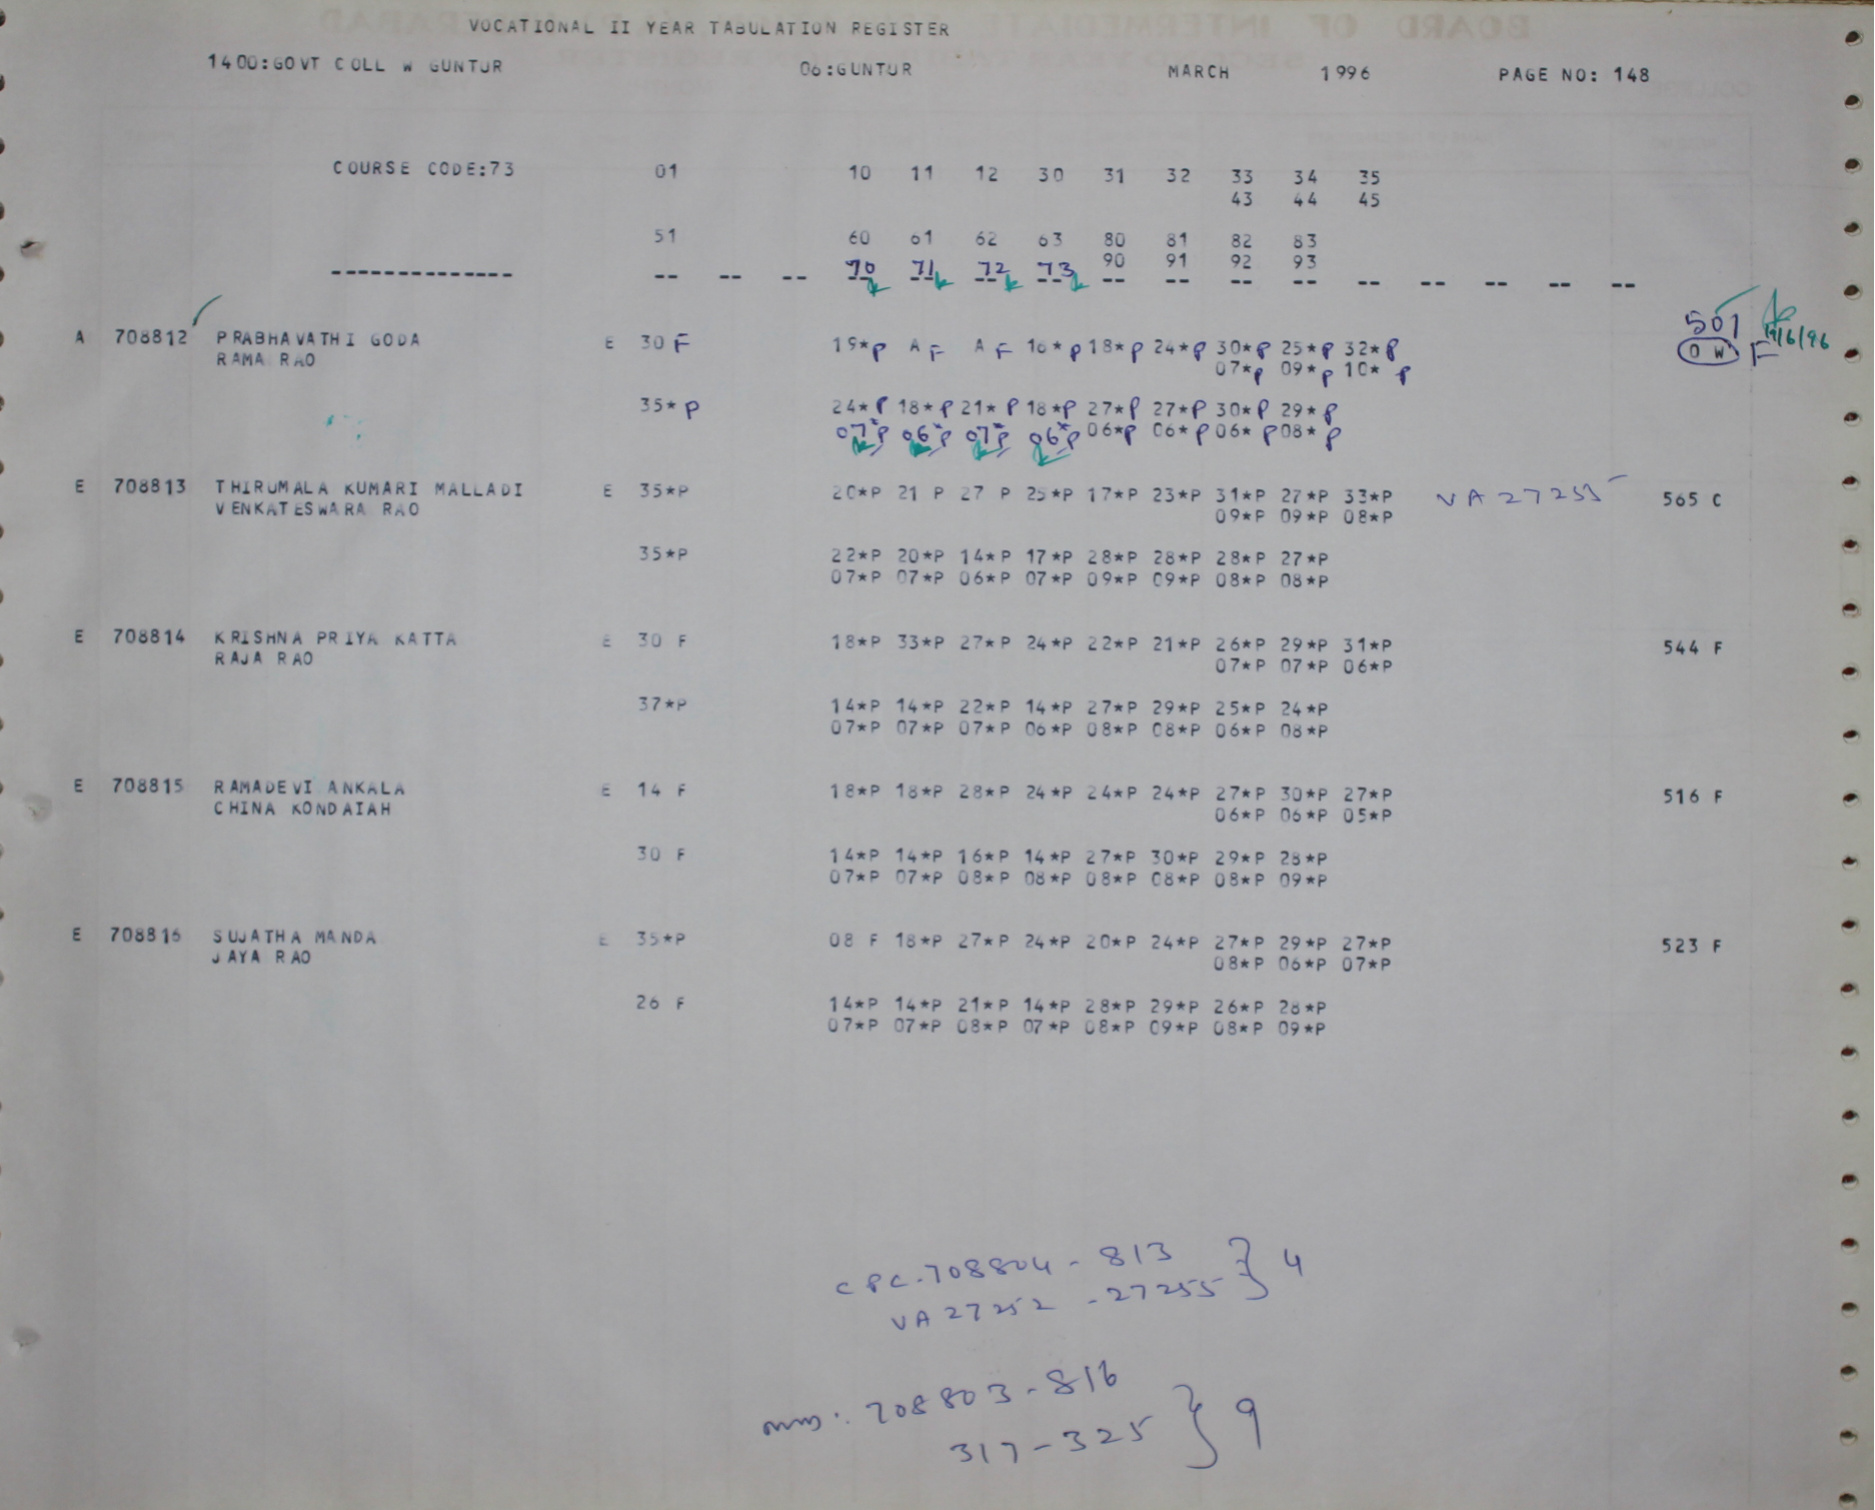 VOCATIONAL II YEAR TABULATION REGISTER
1400:GOVT COLL W GUNTUR 06:GUNTUR MARCH 1996 PAGE NO: 148
COURSE CODE:73 01 10 11 12 30 31 32 33 34 35
43 44 45
51 60 61 62 63 80 81 82 83
70 71 72 73 90 91 92 93
-------------- -- -- -- -- -- -- -- -- -- -- -- -- -- -- -- --
A 708812 PRABHAVATHI GODA E 30 F 19*P A F A F 16*P 18*P 24*P 30*P 25*P 32*P 501
RAMA RAO 07*P 09*P 10* P OW F 19/6/96
35*P 24*P 18*P 21*P 18*P 27*P 27*P 30*P 29*P
07*P 06*P 07*P 06*P 06*P 06*P 06*P 08*P
E 708813 THIRUMALA KUMARI MALLADI E 35*P 20*P 21 P 27 P 25*P 17*P 23*P 31*P 27*P 33*P VA 27255 565 C
VENKATESWARA RAO 09*P 09*P 08*P
35*P 22*P 20*P 14*P 17*P 28*P 28*P 28*P 27*P
07*P 07*P 06*P 07*P 09*P 09*P 08*P 08*P
E 708814 KRISHNA PRIYA KATTA E 30 F 18*P 33*P 27*P 24*P 22*P 21*P 26*P 29*P 31*P 544 F
RAJA RAO 07*P 07*P 06*P
37*P 14*P 14*P 22*P 14*P 27*P 29*P 25*P 24*P
07*P 07*P 07*P 06*P 08*P 08*P 06*P 08*P
E 708815 RAMADEVI ANKALA E 14 F 18*P 18*P 28*P 24*P 24*P 24*P 27*P 30*P 27*P 516 F
CHINA KONDAIAH 06*P 06*P 05*P
30 F 14*P 14*P 16*P 14*P 27*P 30*P 29*P 28*P
07*P 07*P 08*P 08*P 08*P 08*P 08*P 09*P
E 708816 SUJATHA MANDA E 35*P 08 F 18*P 27*P 24*P 20*P 24*P 27*P 29*P 27*P 523 F
JAYA RAO 08*P 06*P 07*P
26 F 14*P 14*P 21*P 14*P 28*P 29*P 26*P 28*P
07*P 07*P 08*P 07*P 08*P 09*P 08*P 09*P
CPC.708804 - 813 } 4
VA 27252 - 27255
mm: 708803 - 816
317 - 325 } 9